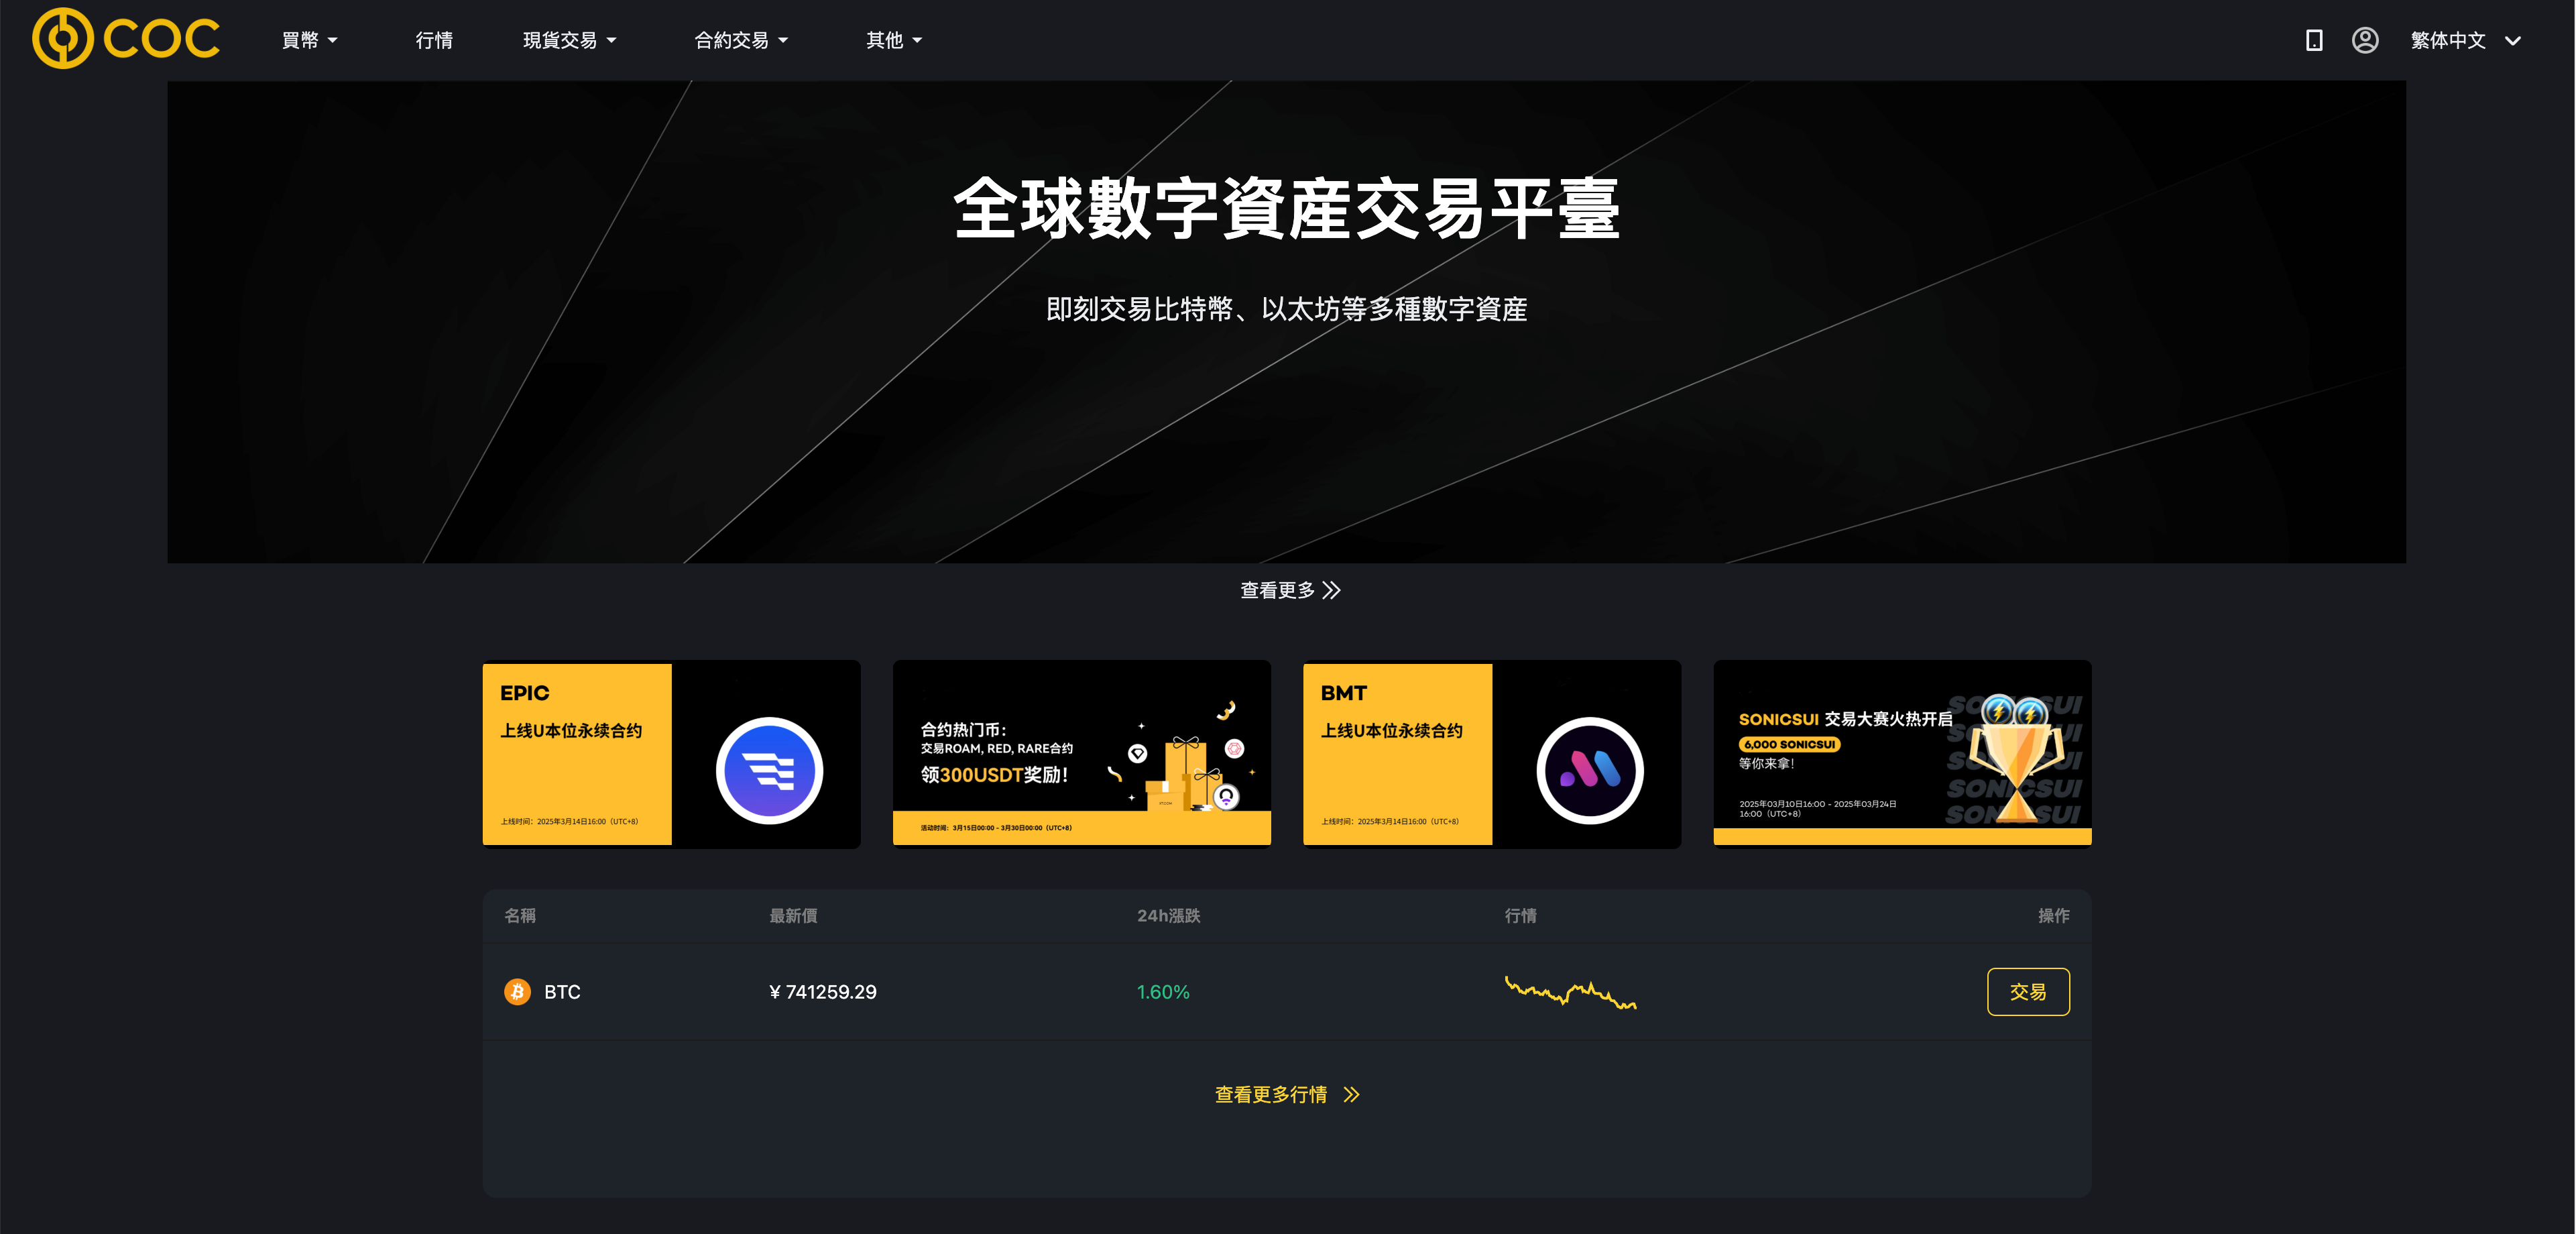 COC
買幣
行情
現貨交易
合約交易
其他
繁体中文
全球數字資産交易平臺
即刻交易比特幣、以太坊等多種數字資産
查看更多
EPIC
上线U本位永续合约
上线时间：2025年3月14日16:00（UTC+8）
合约热门币：
交易ROAM, RED, RARE合约
领300USDT奖励！
活动时间：3月15日00:00 - 3月30日00:00（UTC+8）
BMT
上线U本位永续合约
上线时间：2025年3月14日16:00（UTC+8）
SONICSUI 交易大赛火热开启
6,000 SONICSUI
等你来拿！
2025年03月10日16:00 - 2025年03月24日
16:00（UTC+8）
SONICSUI
SONICSUI
SONICSUI
SONICSUI
SONICSUI
名稱 最新價 24h漲跌 行情 操作
BTC ¥ 741259.29 1.60% 交易
查看更多行情